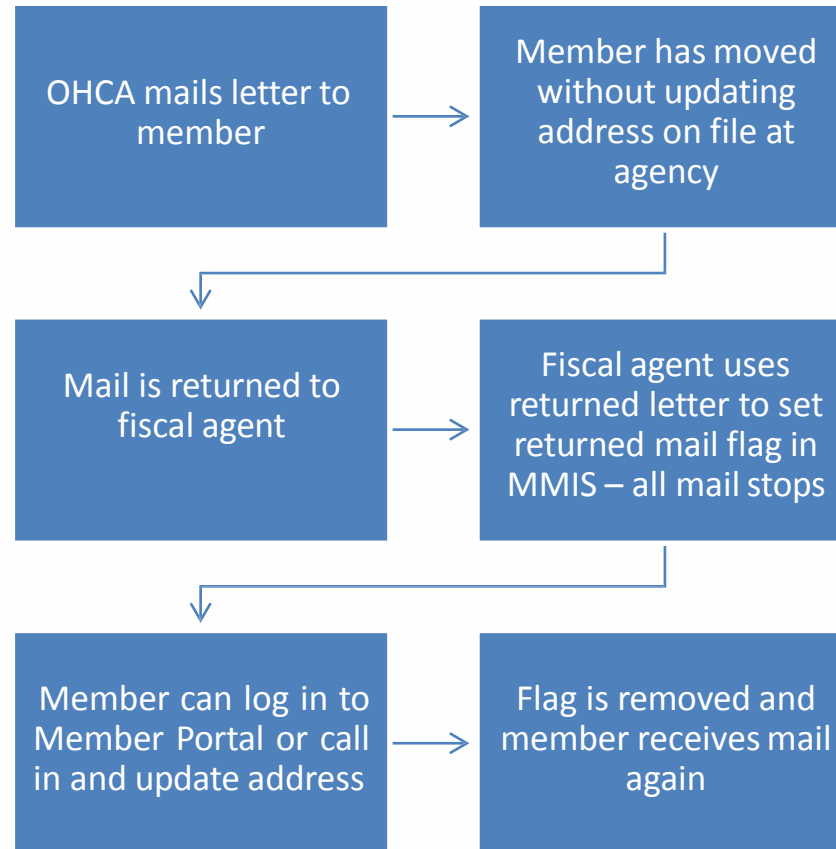 OHCA mails letter to
member
Member has moved
without updating
address on file at
agency
Mail is returned to
fiscal agent
Fiscal agent uses
returned letter to set
returned mail flag in
MMIS – all mail stops
Member can log in to
Member Portal or call
in and update address
Flag is removed and
member receives mail
again